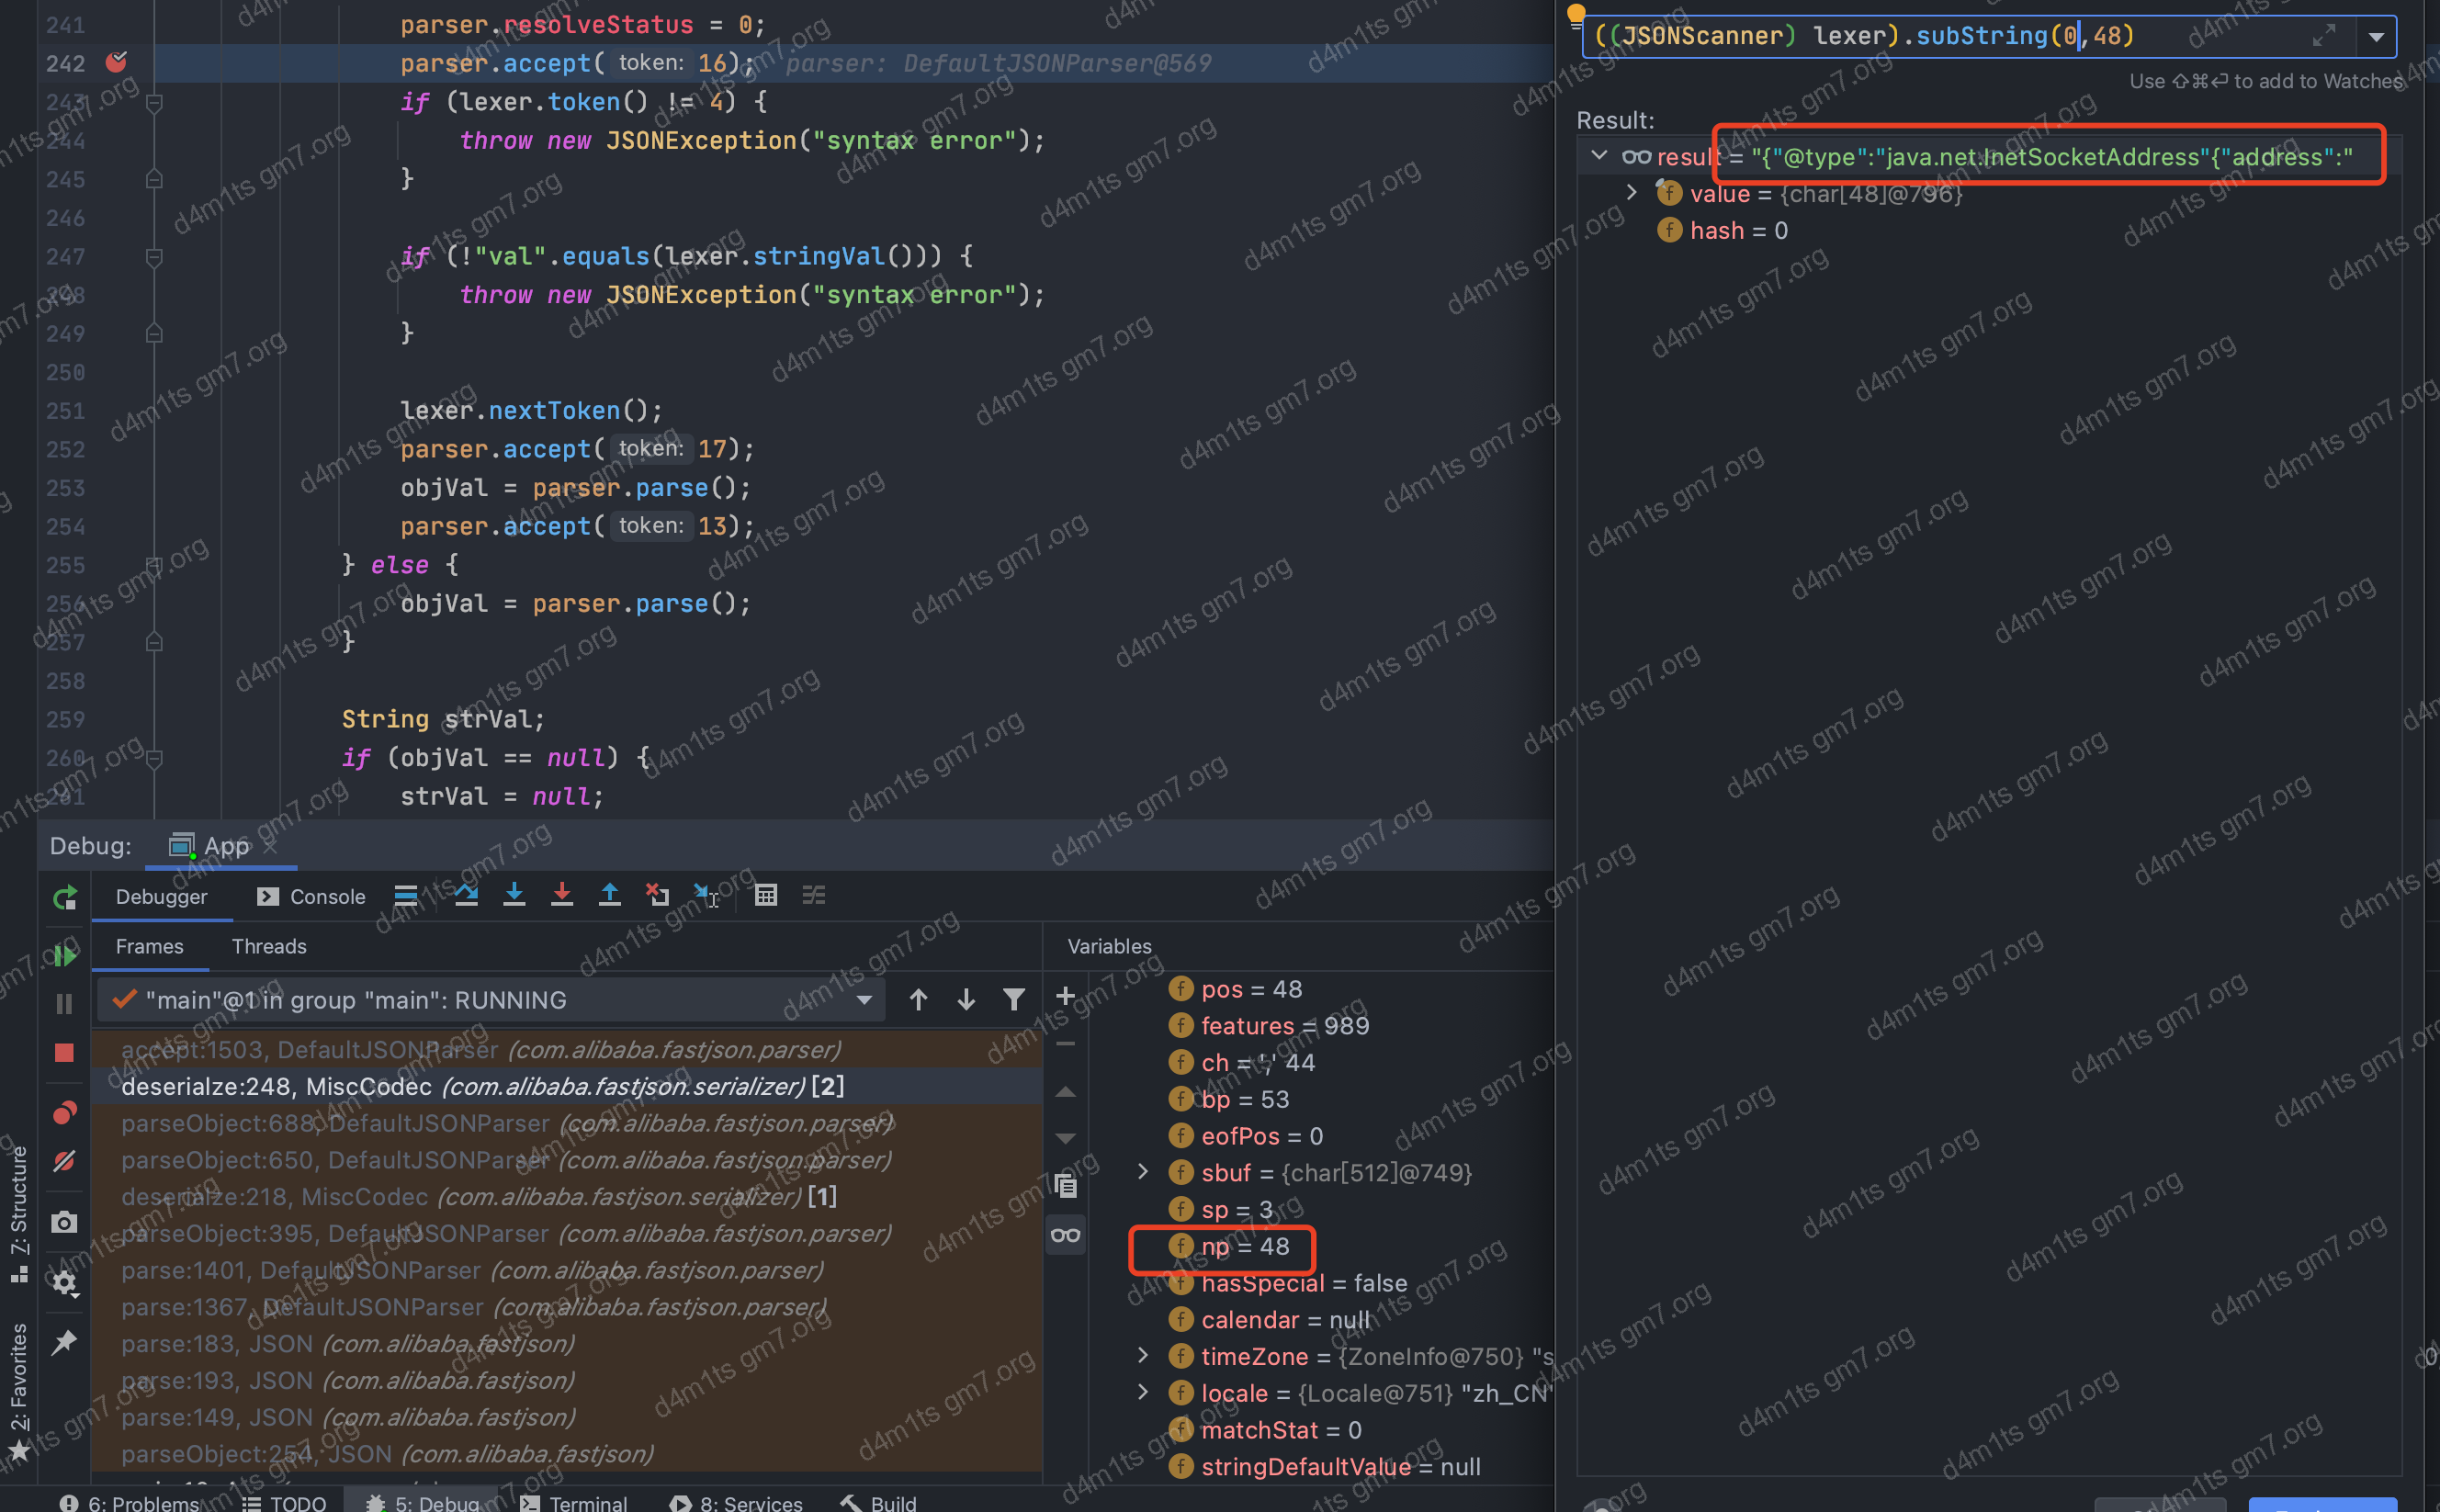 241 parser.resolveStatus = 0;
242 parser.accept( token: 16); parser: DefaultJSONParser@569
243 if (lexer.token() != 4) {
244 throw new JSONException("syntax error");
245 }
246
247 if (!"val".equals(lexer.stringVal())) {
248 throw new JSONException("syntax error");
249 }
250
251 lexer.nextToken();
252 parser.accept( token: 17);
253 objVal = parser.parse();
254 parser.accept( token: 13);
255 } else {
256 objVal = parser.parse();
257 }
258
259 String strVal;
260 if (objVal == null) {
261 strVal = null;
((JSONScanner) lexer).subString(0,48)
Use ⇧⌘⏎ to add to Watches
Result:
result = "{"@type":"java.net.InetSocketAddress"{"address":"
value = {char[48]@796}
hash = 0
Debug: App
Debugger Console
Frames Threads
"main"@1 in group "main": RUNNING
accept:1503, DefaultJSONParser (com.alibaba.fastjson.parser)
deserialze:248, MiscCodec (com.alibaba.fastjson.serializer) [2]
parseObject:688, DefaultJSONParser (com.alibaba.fastjson.parser)
parseObject:650, DefaultJSONParser (com.alibaba.fastjson.parser)
deserialze:218, MiscCodec (com.alibaba.fastjson.serializer) [1]
parseObject:395, DefaultJSONParser (com.alibaba.fastjson.parser)
parse:1401, DefaultJSONParser (com.alibaba.fastjson.parser)
parse:1367, DefaultJSONParser (com.alibaba.fastjson.parser)
parse:183, JSON (com.alibaba.fastjson)
parse:193, JSON (com.alibaba.fastjson)
parse:149, JSON (com.alibaba.fastjson)
parseObject:254, JSON (com.alibaba.fastjson)
Variables
pos = 48
features = 989
ch = ',' 44
bp = 53
eofPos = 0
sbuf = {char[512]@749}
sp = 3
np = 48
hasSpecial = false
calendar = null
timeZone = {ZoneInfo@750} "s
locale = {Locale@751} "zh_CN"
matchStat = 0
stringDefaultValue = null
7: Structure
2: Favorites
6: Problems TODO 5: Debug Terminal 8: Services Build
d4m1ts gm7.org